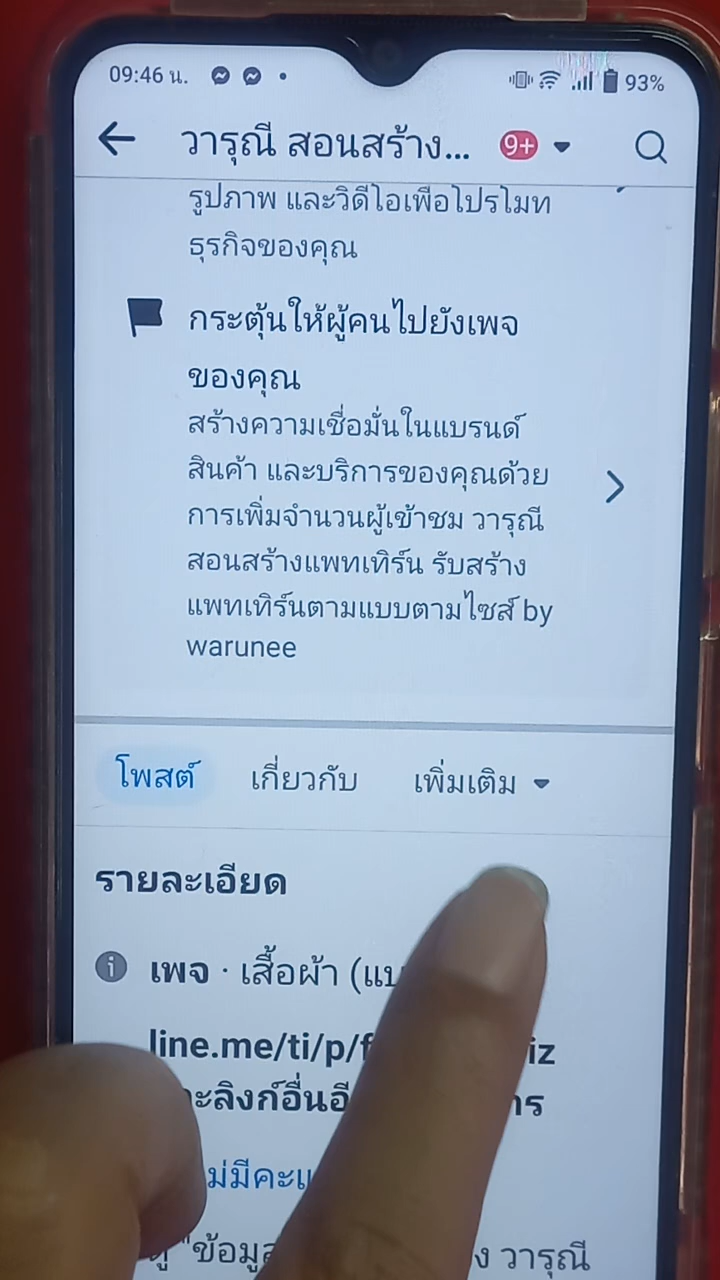 09:46 น.
93%
วารุณี สอนสร้าง... 9+
รูปภาพ และวิดีโอเพื่อโปรโมท
ธุรกิจของคุณ
กระตุ้นให้ผู้คนไปยังเพจ
ของคุณ
สร้างความเชื่อมั่นในแบรนด์
สินค้า และบริการของคุณด้วย
การเพิ่มจำนวนผู้เข้าชม วารุณี
สอนสร้างแพทเทิร์น รับสร้าง
แพทเทิร์นตามแบบตามไซส์ by
warunee
โพสต์ เกี่ยวกับ เพิ่มเติม
รายละเอียด
เพจ · เสื้อผ้า
line.me/ti/p/
ลิงก์อื่น
วารุณี